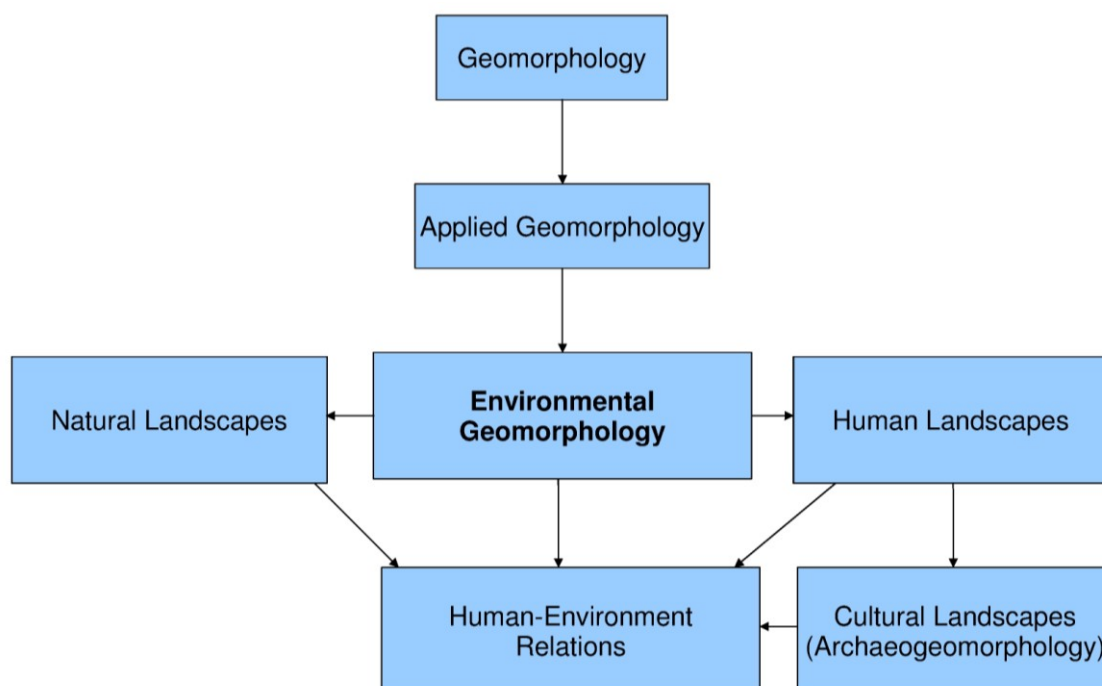 Geomorphology
Applied Geomorphology
Natural Landscapes
Environmental
Geomorphology
Human Landscapes
Human-Environment
Relations
Cultural Landscapes
(Archaeogeomorphology)